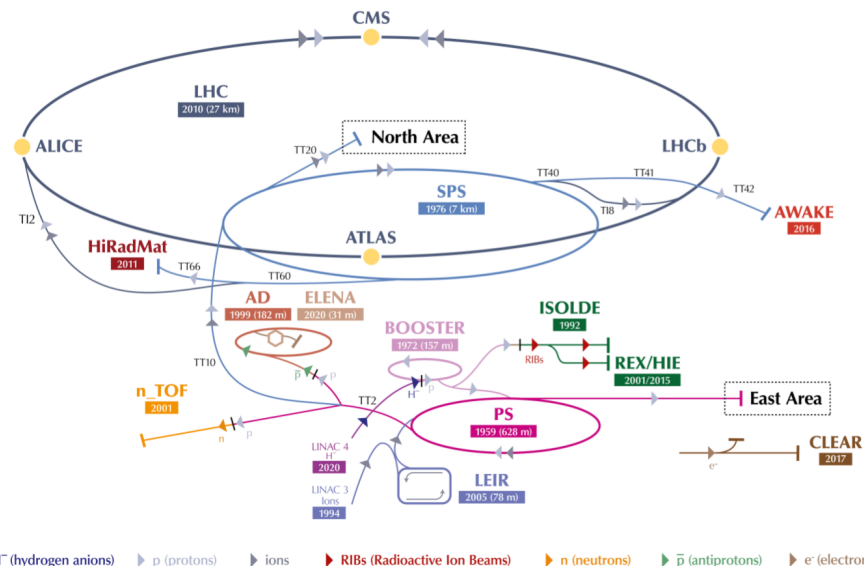 CMS
LHC
2010 (27 km)
TT20
North Area
ALICE
LHCb
TT40
TT41
SPS
1976 (7 km)
TT42
TI8
AWAKE
2016
TI2
ATLAS
HiRadMat
2011
TT66
TT60
AD
1999 (182 m)
ELENA
2020 (31 m)
ISOLDE
1992
BOOSTER
1972 (157 m)
RIBs
REX/HIE
2001/2015
TT10
p̅
p
H⁻
p
n_TOF
2001
TT2
East Area
PS
1959 (628 m)
n
p
LINAC 4
H⁻
2020
CLEAR
2017
e⁻
LINAC 3
Ions
1994
LEIR
2005 (78 m)
⁻ (hydrogen anions) p (protons) ions RIBs (Radioactive Ion Beams) n (neutrons) p̅ (antiprotons) e⁻ (electron